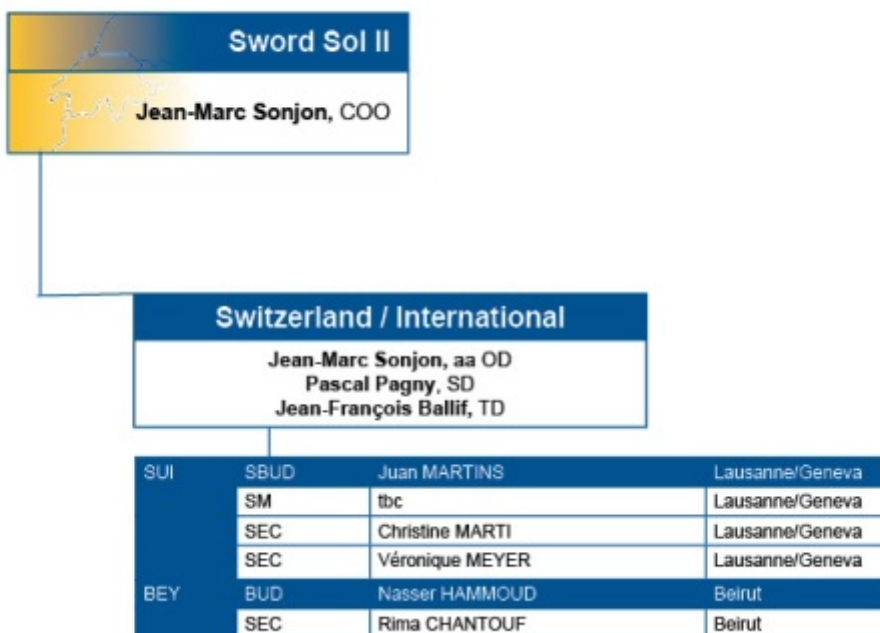 Sword Sol II
Jean-Marc Sonjon, COO
Switzerland / International
Jean-Marc Sonjon, aa OD
Pascal Pagny, SD
Jean-François Ballif, TD
SUI SBUD Juan MARTINS Lausanne/Geneva
SM tbc Lausanne/Geneva
SEC Christine MARTI Lausanne/Geneva
SEC Véronique MEYER Lausanne/Geneva
BEY BUD Nasser HAMMOUD Beirut
SEC Rima CHANTOUF Beirut